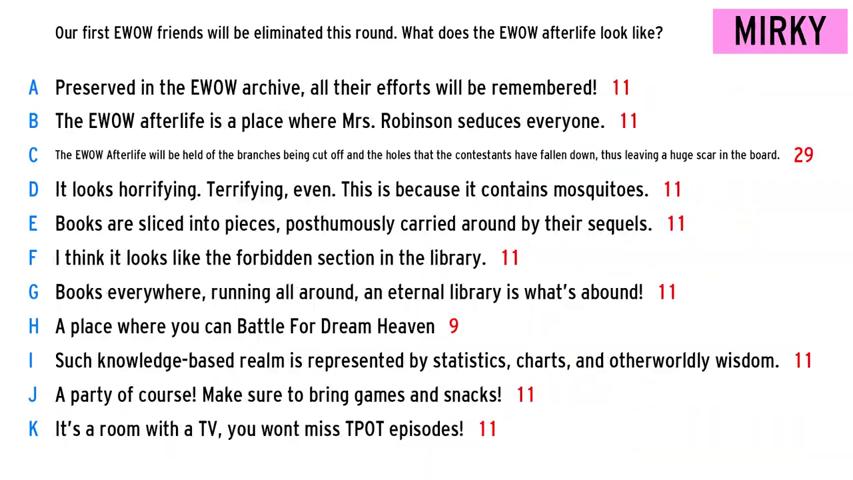 Our first EWOW friends will be eliminated this round. What does the EWOW afterlife look like?
MIRKY
A Preserved in the EWOW archive, all their efforts will be remembered! 11
B The EWOW afterlife is a place where Mrs. Robinson seduces everyone. 11
C The EWOW Afterlife will be held of the branches being cut off and the holes that the contestants have fallen down, thus leaving a huge scar in the board. 29
D It looks horrifying. Terrifying, even. This is because it contains mosquitoes. 11
E Books are sliced into pieces, posthumously carried around by their sequels. 11
F I think it looks like the forbidden section in the library. 11
G Books everywhere, running all around, an eternal library is what's abound! 11
H A place where you can Battle For Dream Heaven 9
I Such knowledge-based realm is represented by statistics, charts, and otherworldly wisdom. 11
J A party of course! Make sure to bring games and snacks! 11
K It's a room with a TV, you wont miss TPOT episodes! 11